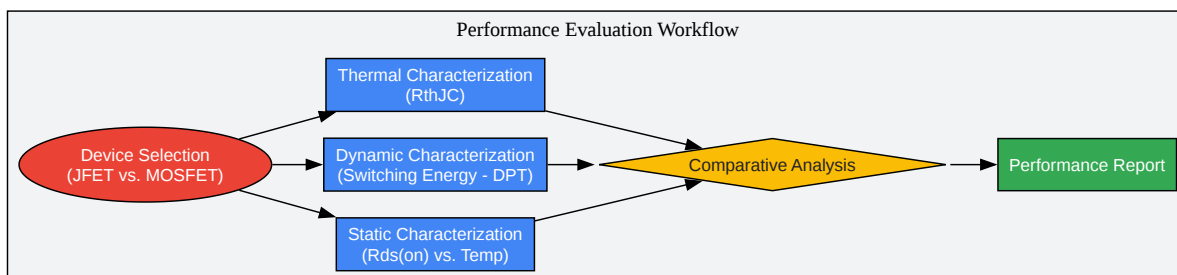 Performance Evaluation Workflow
Thermal Characterization
(RthJC)
Device Selection
(JFET vs. MOSFET)
Dynamic Characterization
(Switching Energy - DPT)
Comparative Analysis
Performance Report
Static Characterization
(Rds(on) vs. Temp)